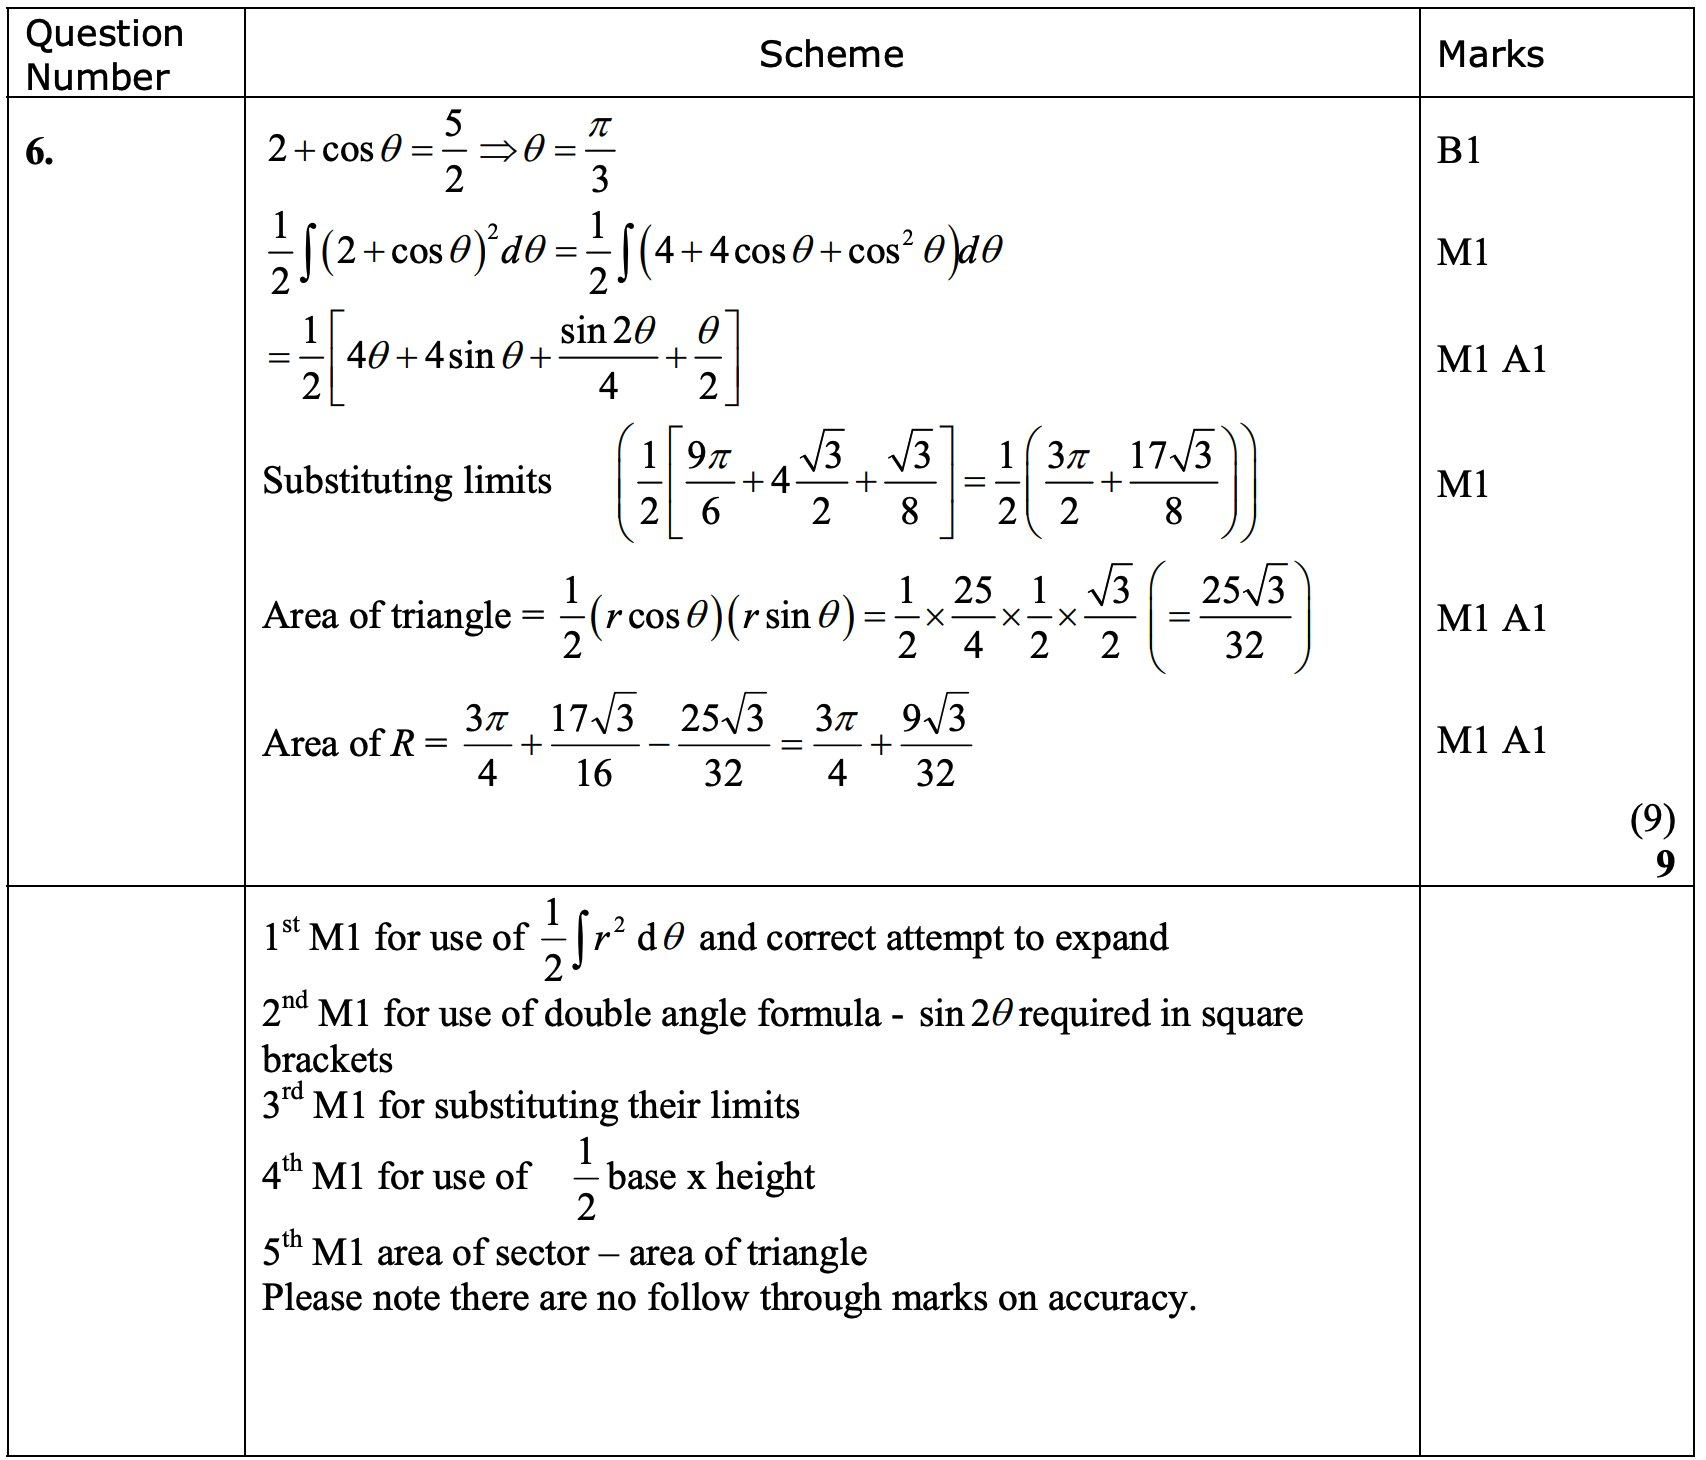 Question Number	Scheme	Marks
6.	2 + cos θ = 5/2 ⇒ θ = π/3	B1
1/2 ∫(2 + cos θ)² dθ = 1/2 ∫(4 + 4 cos θ + cos² θ) dθ	M1
= 1/2 [4θ + 4 sin θ + sin 2θ/4 + θ/2]	M1 A1
Substituting limits (1/2 [9π/6 + 4 √3/2 + √3/8] = 1/2 (3π/2 + 17√3/8))	M1
Area of triangle = 1/2 (r cos θ)(r sin θ) = 1/2 × 25/4 × 1/2 × √3/2 (= 25√3/32)	M1 A1
Area of R = 3π/4 + 17√3/16 − 25√3/32 = 3π/4 + 9√3/32	M1 A1
(9)
9
1st M1 for use of 1/2 ∫ r² dθ and correct attempt to expand
2nd M1 for use of double angle formula - sin 2θ required in square
brackets
3rd M1 for substituting their limits
4th M1 for use of 1/2 base x height
5th M1 area of sector – area of triangle
Please note there are no follow through marks on accuracy.